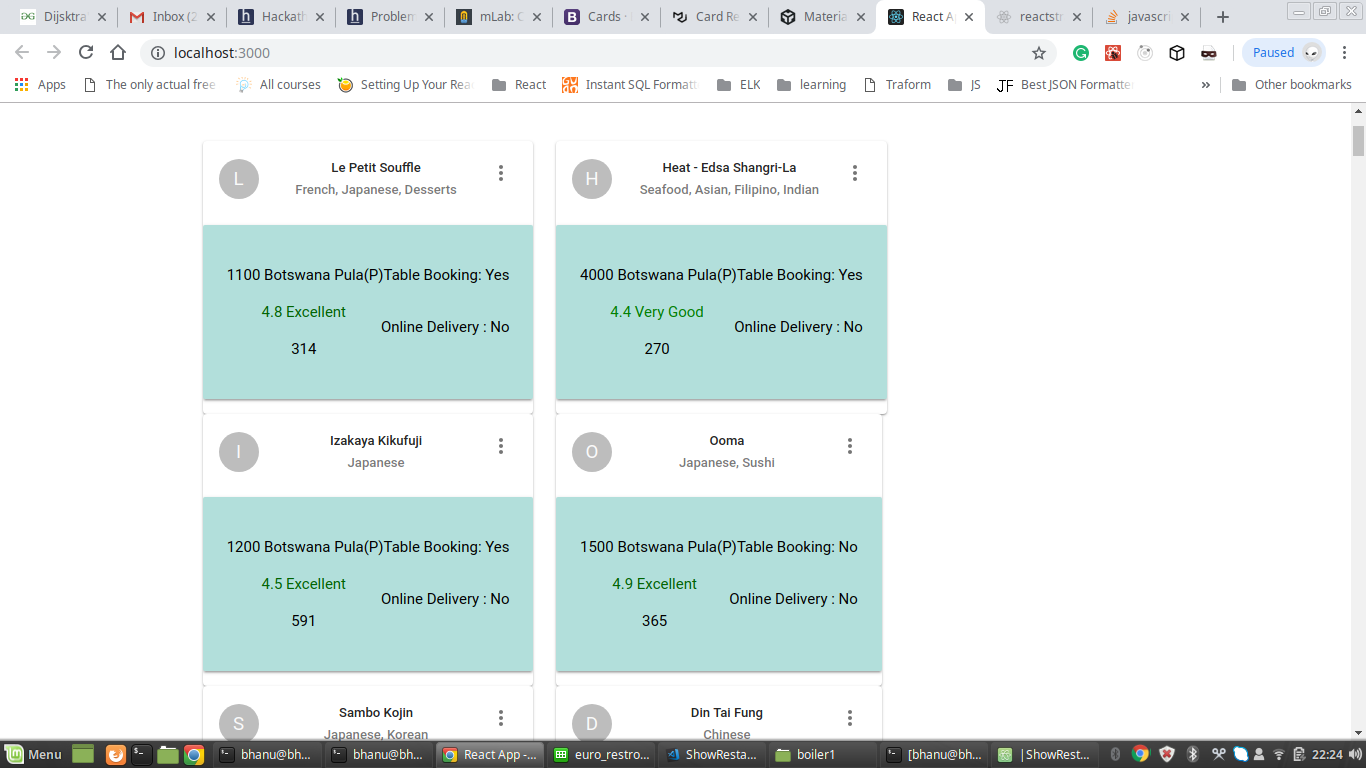 Dijsktra
Inbox (2
Hackath
Problem
mLab: C
Cards ·
Card Re
Materia
React Ap
reactstr
javascri
localhost:3000
Paused
Apps
The only actual free
All courses
Setting Up Your Rea
React
Instant SQL Formatt
ELK
learning
Traform
JS
JF
Best JSON Formatte
»
Other bookmarks
L
Le Petit Souffle
French, Japanese, Desserts
H
Heat - Edsa Shangri-La
Seafood, Asian, Filipino, Indian
1100 Botswana Pula(P)Table Booking: Yes
4.8 Excellent
Online Delivery : No
314
4000 Botswana Pula(P)Table Booking: Yes
4.4 Very Good
Online Delivery : No
270
I
Izakaya Kikufuji
Japanese
O
Ooma
Japanese, Sushi
1200 Botswana Pula(P)Table Booking: Yes
4.5 Excellent
Online Delivery : No
591
1500 Botswana Pula(P)Table Booking: No
4.9 Excellent
Online Delivery : No
365
S
Sambo Kojin
Japanese, Korean
D
Din Tai Fung
Chinese
Menu
bhanu@bh...
bhanu@bh...
React App -...
euro_restro...
ShowResta...
boiler1
[bhanu@bh...
|ShowRest...
22:24